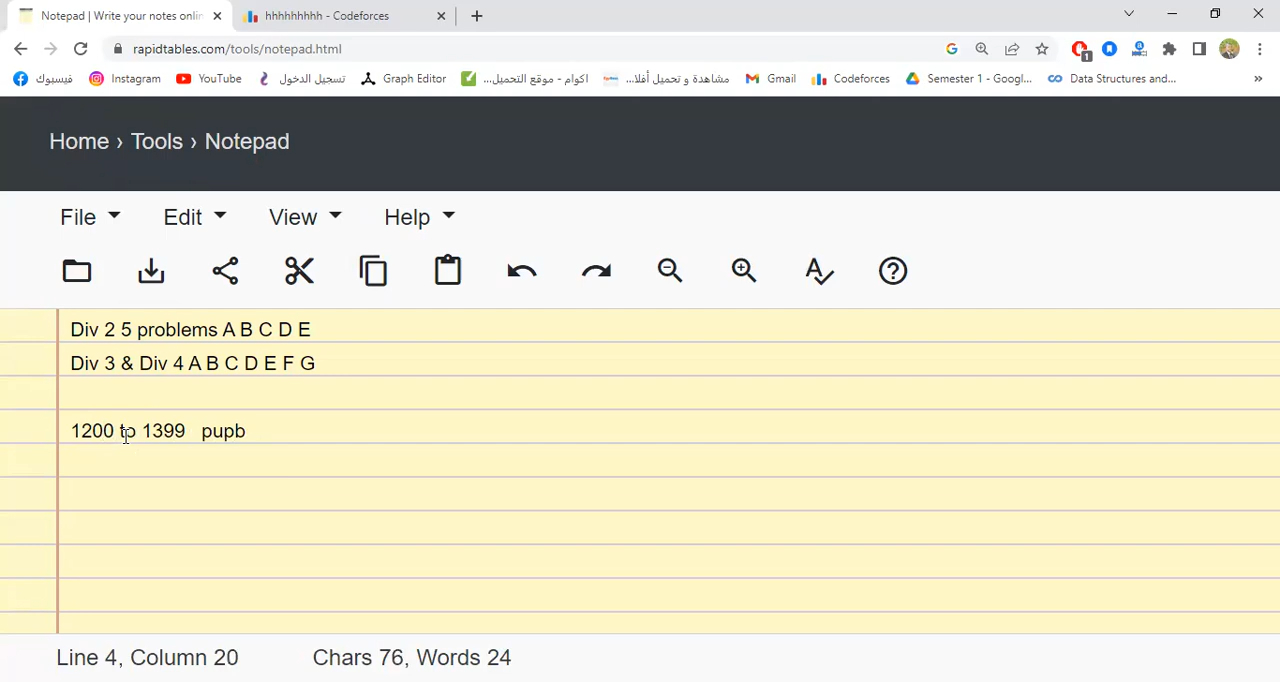 Notepad | Write your notes onlin
hhhhhhhhh - Codeforces
rapidtables.com/tools/notepad.html
1
فيسبوك
Instagram
YouTube
تسجيل الدخول
Graph Editor
اكوام - موقع التحميل...
مشاهدة و تحميل أفلا...
Gmail
Codeforces
Semester 1 - Googl...
Data Structures and...
»
Home › Tools › Notepad
File Edit View Help
Div 2 5 problems A B C D E
Div 3 & Div 4 A B C D E F G
1200 to 1399 pupb
Line 4, Column 20
Chars 76, Words 24